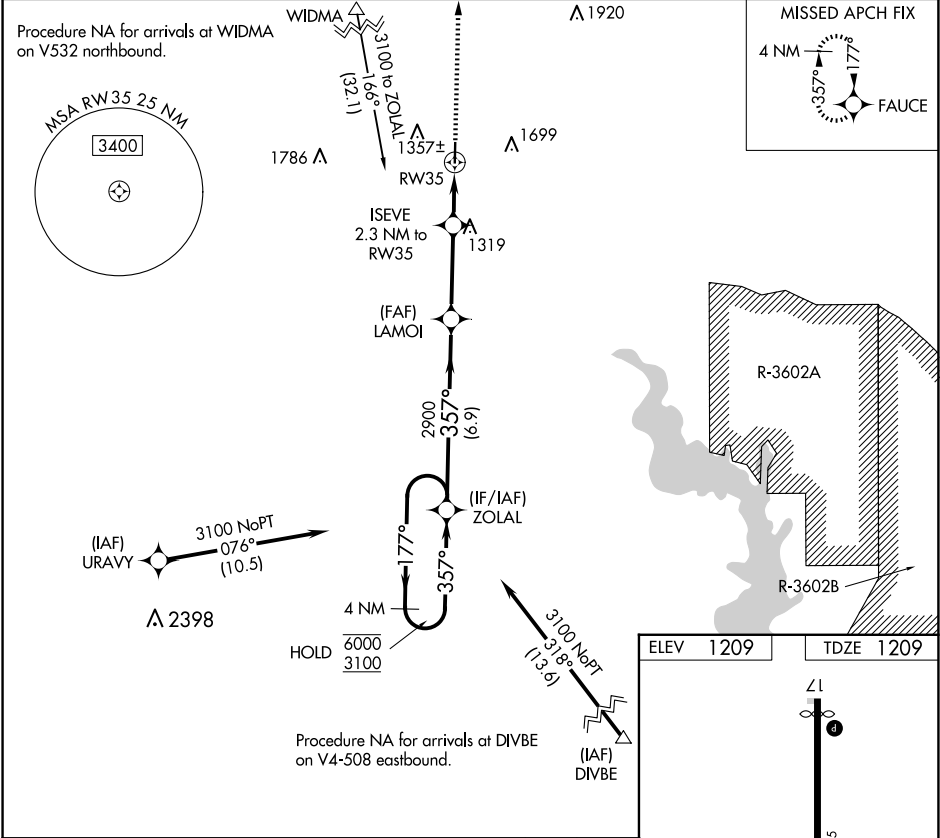 Procedure NA for arrivals at WIDMA
on V532 northbound.
MSA RW35 25 NM
3400
WIDMA
3100 to ZOLAL
166°
(32.1)
1920
MISSED APCH FIX
4 NM
357°
177°
FAUCE
1786
1357±
1699
RW35
ISEVE
2.3 NM to
RW35
1319
(FAF)
LAMOI
R-3602A
2900
357°
(6.9)
(IF/IAF)
ZOLAL
(IAF)
URAVY
3100 NoPT
076°
(10.5)
177°
357°
2398
4 NM
HOLD
6000
3100
R-3602B
3100 NoPT
318°
(13.6)
Procedure NA for arrivals at DIVBE
on V4-508 eastbound.
(IAF)
DIVBE
ELEV 1209
TDZE 1209
17
P